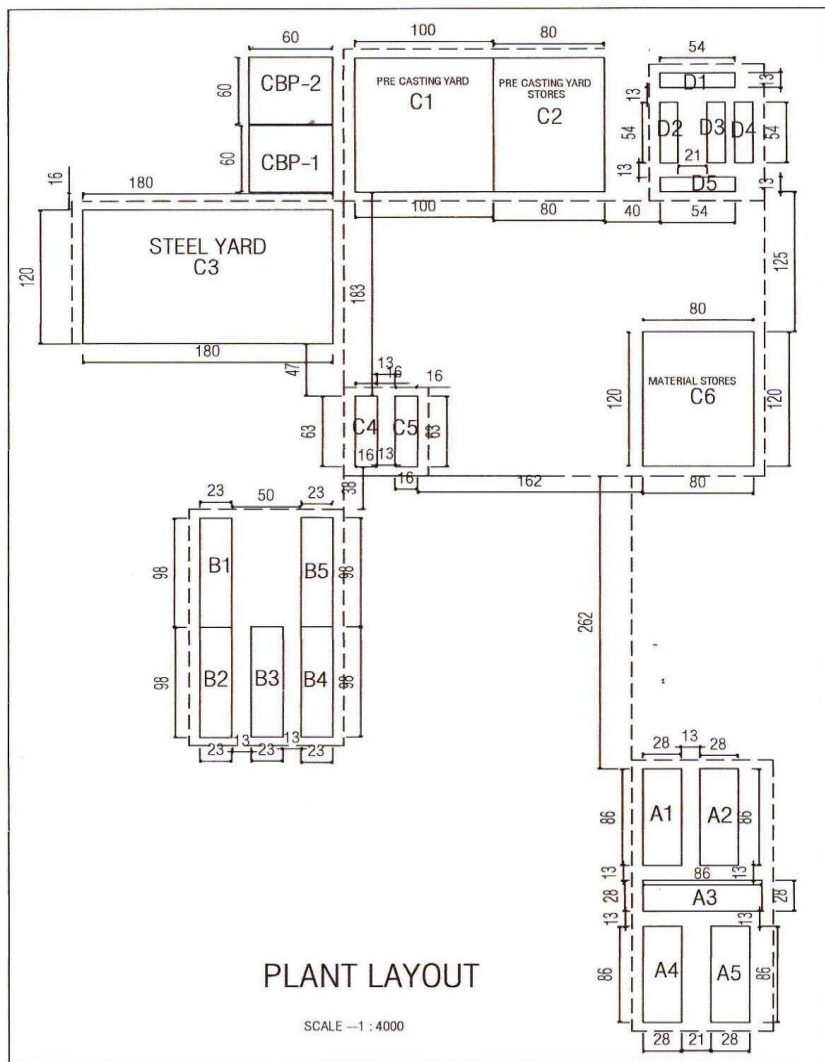 60
100
80
54
60
CBP-2
PRE CASTING YARD
C1
PRE CASTING YARD
STORES
C2
D1
13
13
54
D2
D3
D4
54
21
60
CBP-1
13
D5
13
16
180
100
80
40
54
120
STEEL YARD
C3
183
125
180
80
47
13
16
16
120
MATERIAL STORES
C6
120
63
C4
C5
63
16
13
38
16
162
80
23
50
23
98
B1
B5
98
262
98
B2
B3
B4
98
23
13
23
13
23
13
28
28
86
A1
A2
86
13
86
13
28
A3
28
13
13
86
A4
A5
86
28
21
28
PLANT LAYOUT
SCALE --1 : 4000